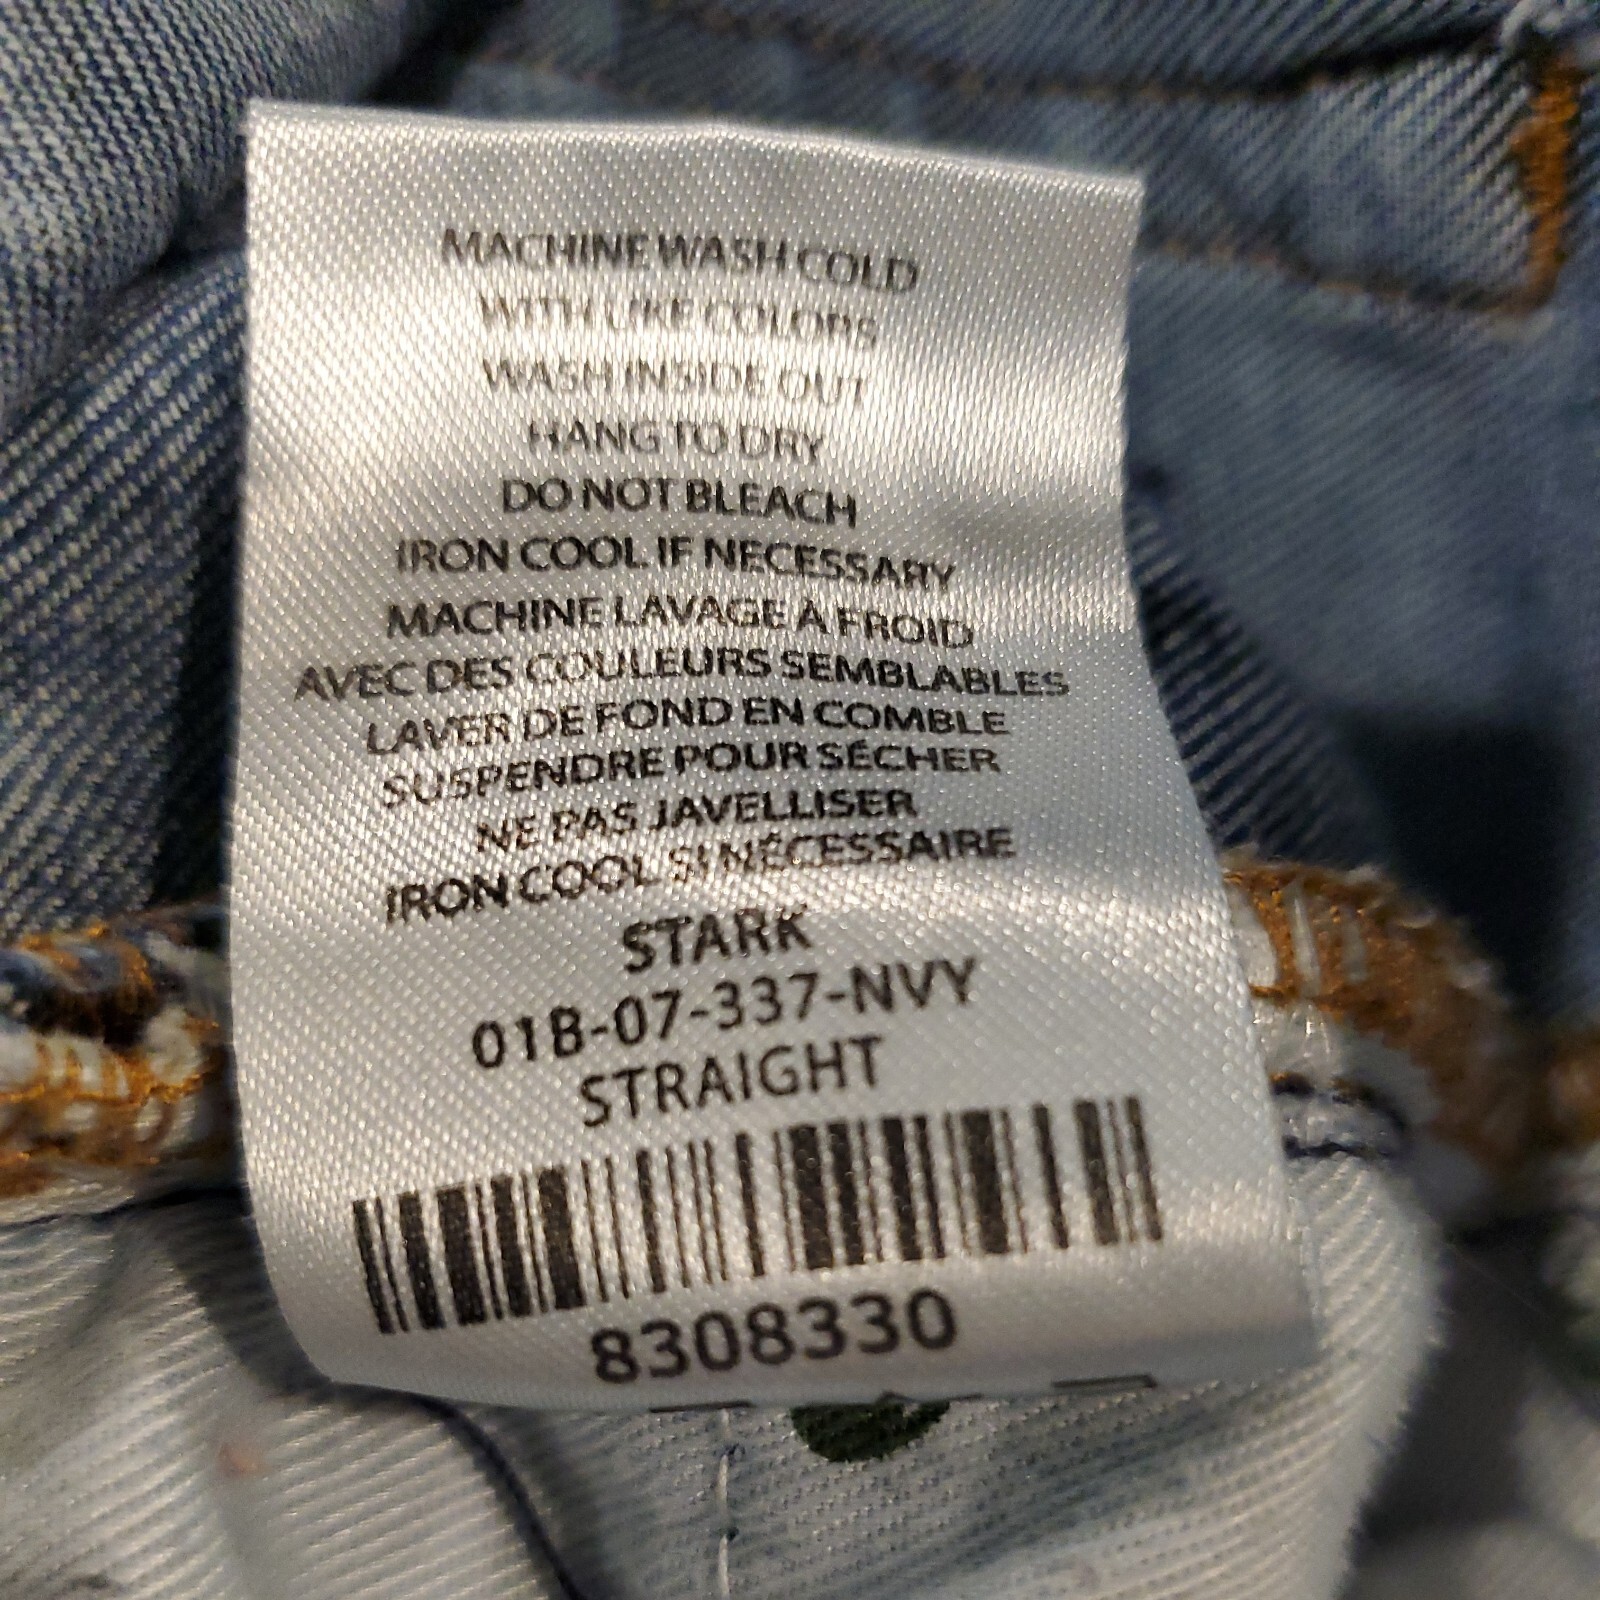 MACHINE WASH COLD
WITH LIKE COLORS
WASH INSIDE OUT
HANG TO DRY
DO NOT BLEACH
IRON COOL IF NECESSARY
MACHINE LAVAGE À FROID
AVEC DES COULEURS SEMBLABLES
LAVER DE FOND EN COMBLE
SUSPENDRE POUR SÉCHER
NE PAS JAVELLISER
IRON COOL SI NÉCESSAIRE
STARK
01B-07-337-NVY
STRAIGHT
8308330